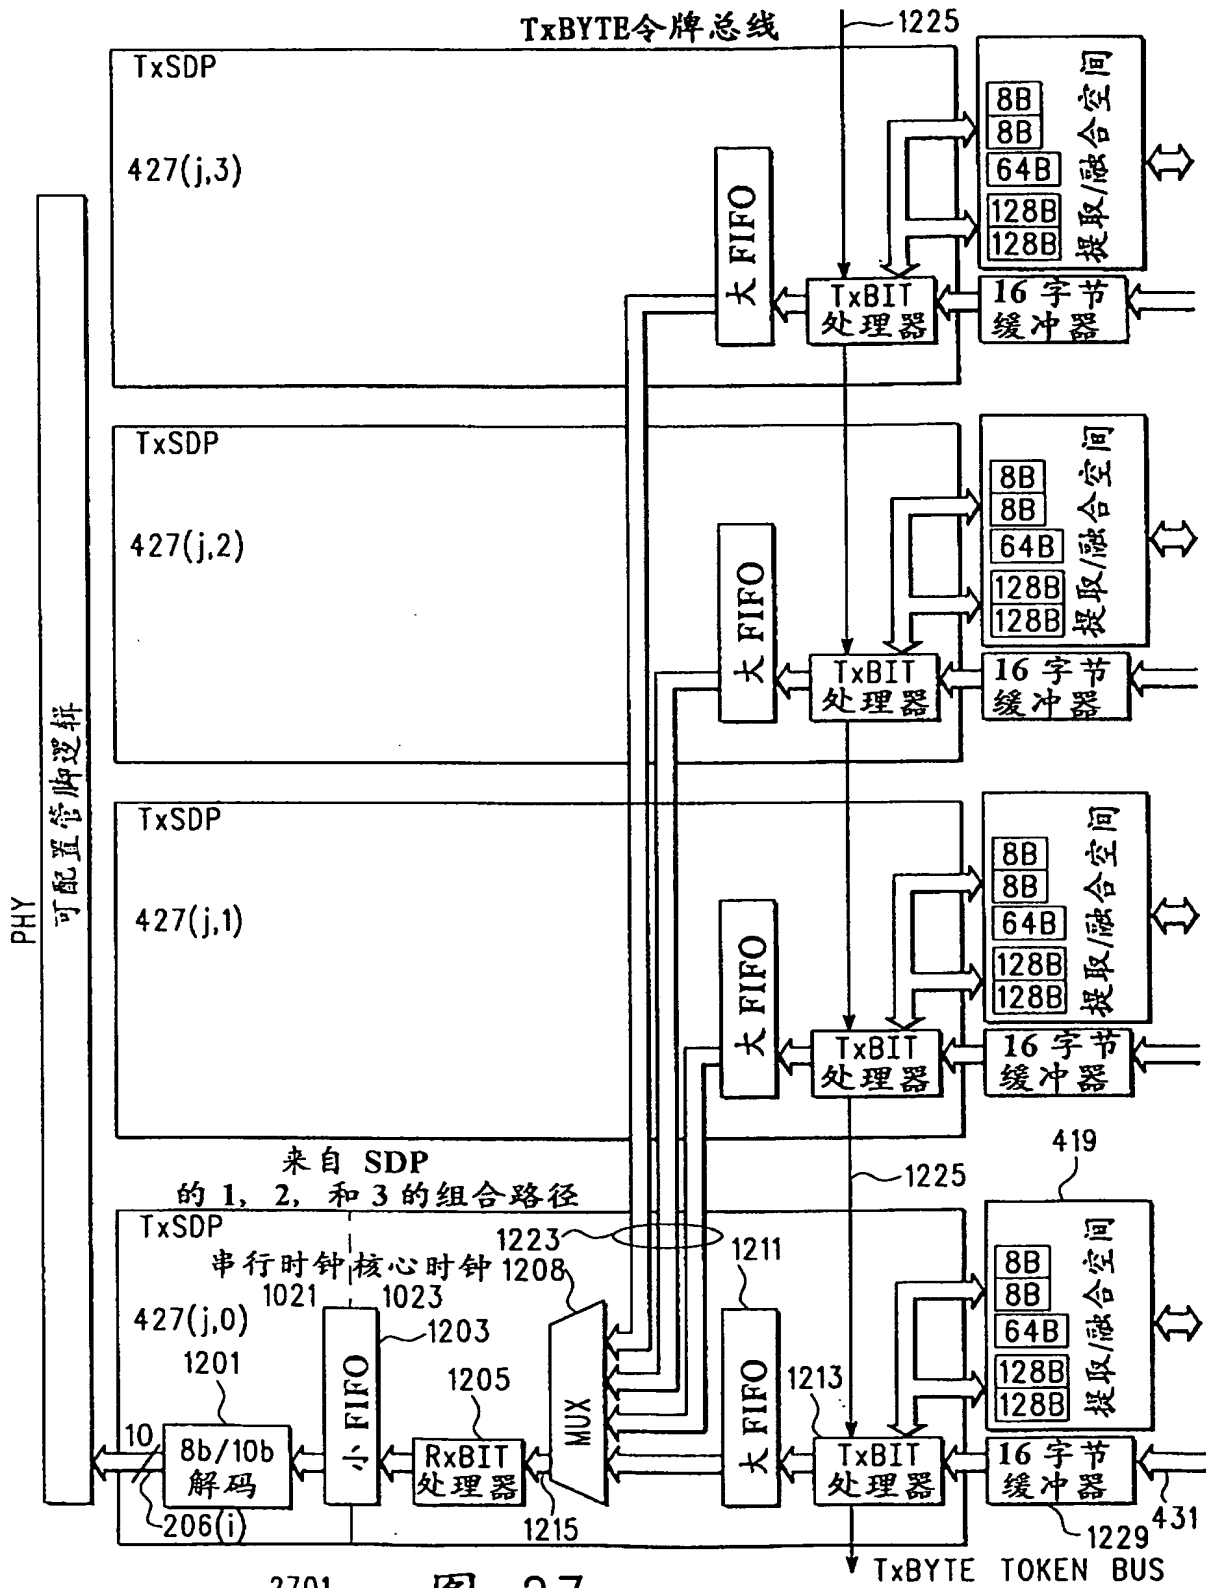 TxBYTE令牌总线
1225
TxSDP
427(j,3)
大 FIFO
TxBIT
处理器
8B
8B
64B
128B
128B
提取/融合空间
16 字节
缓冲器
TxSDP
427(j,2)
大 FIFO
TxBIT
处理器
8B
8B
64B
128B
128B
提取/融合空间
16 字节
缓冲器
PHY
可配置管脚逻辑
TxSDP
427(j,1)
大 FIFO
TxBIT
处理器
8B
8B
64B
128B
128B
提取/融合空间
16 字节
缓冲器
来自 SDP
的 1, 2, 和 3 的组合路径
1225
419
TxSDP
串行时钟
核心时钟
1021
1023
1223
1208
1211
427(j,0)
1201
1203
1205
1213
10
8b/10b
解码
小 FIFO
RxBIT
处理器
MUX
大 FIFO
TxBIT
处理器
8B
8B
64B
128B
128B
提取/融合空间
16 字节
缓冲器
206(i)
1215
431
1229
TxBYTE TOKEN BUS